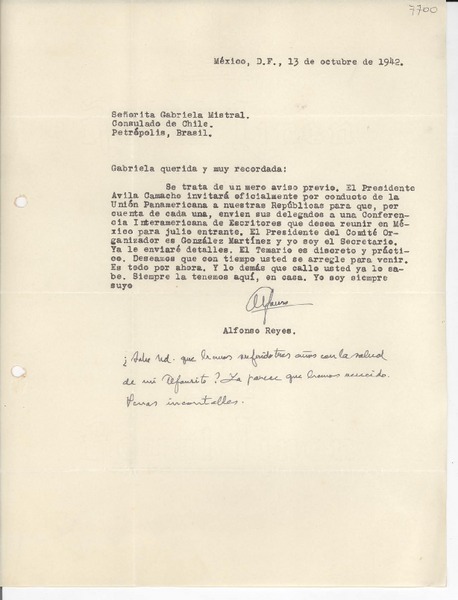 7700
México, D.F., 13 de octubre de 1942.
Señorita Gabriela Mistral.
Consulado de Chile.
Petrópolis, Brasil.
Gabriela querida y muy recordada:
Se trata de un mero aviso previo. El Presidente
Avila Camacho invitará oficialmente por conducto de la
Unión Panamericana a nuestras Repúblicas para que, por
cuenta de cada una, envíen sus delegados a una Conferen-
cia Interamericana de Escritores que desea reunir en Mé-
xico para julio entrante. El Presidente del Comité Or-
ganizador es González Martínez y yo soy el Secretario.
Ya le enviaré detalles. El Temario es discreto y prácti-
co. Deseamos que con tiempo usted se arregle para venir.
Es todo por ahora. Y lo demás que callo usted ya lo sa-
be. Siempre la tenemos aquí, en casa. Yo soy siempre
suyo
Alfonso
Alfonso Reyes.
¿Sabe Ud. que hemos sufrido tres años con la salud
de mi Alfonsito? Ya parece que hemos vencido.
Penas incontables.